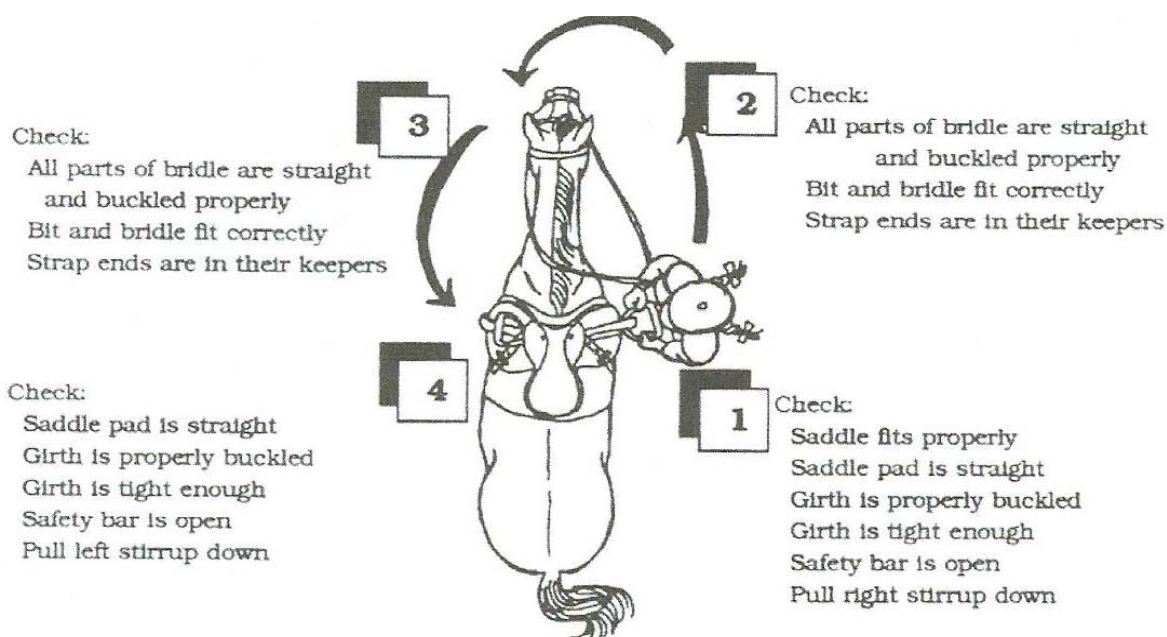 1
Check:
Saddle fits properly
Saddle pad is straight
Girth is properly buckled
Girth is tight enough
Safety bar is open
Pull right stirrup down
2
Check:
All parts of bridle are straight
and buckled properly
Bit and bridle fit correctly
Strap ends are in their keepers
3
Check:
All parts of bridle are straight
and buckled properly
Bit and bridle fit correctly
Strap ends are in their keepers
4
Check:
Saddle pad is straight
Girth is properly buckled
Girth is tight enough
Safety bar is open
Pull left stirrup down